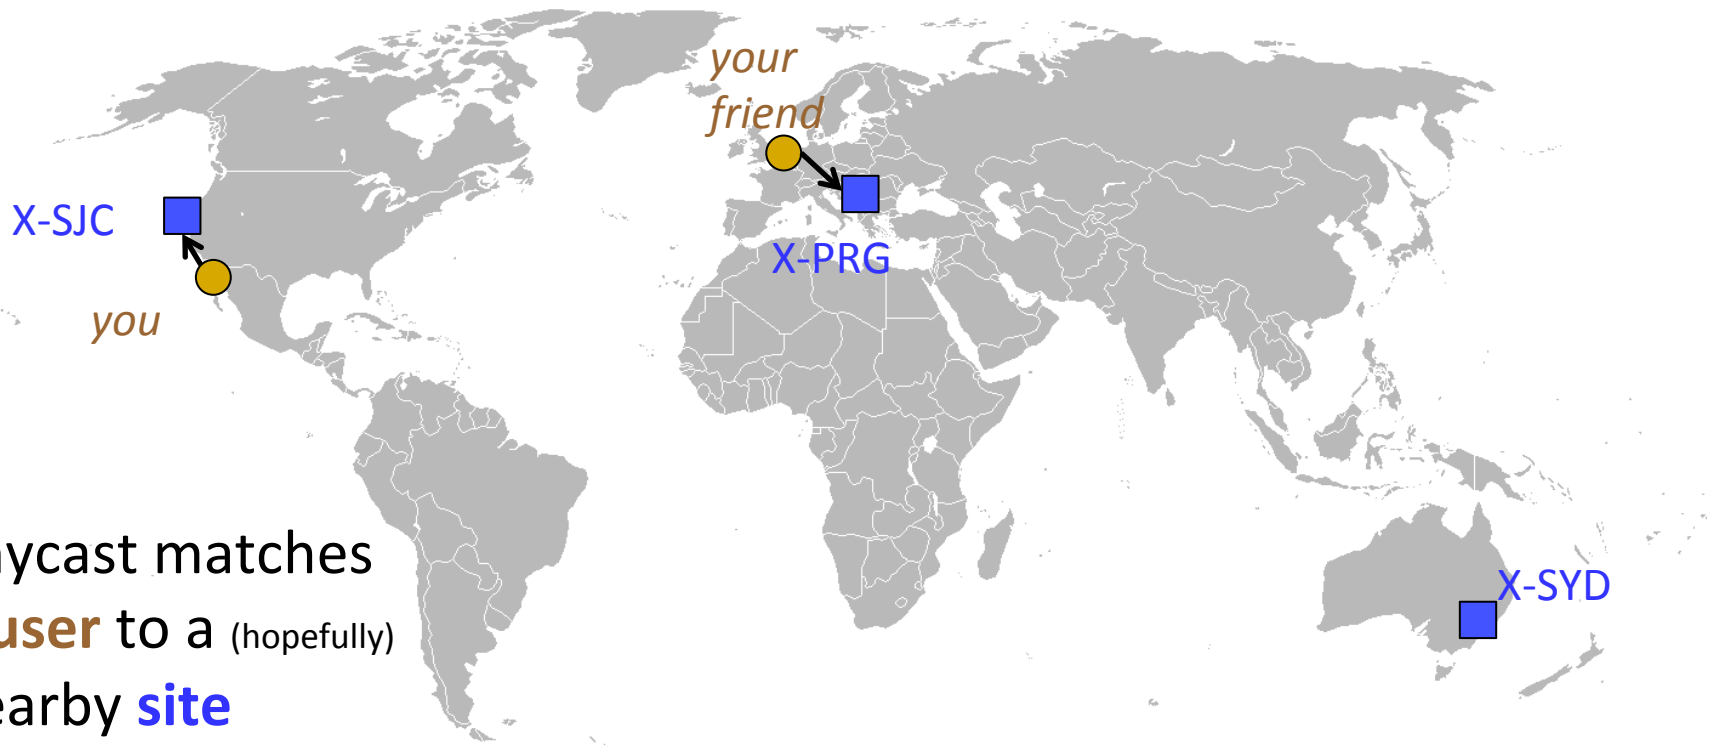 your
friend
X-SJC
X-PRG
you
X-SYD
ycast matches
user to a (hopefully)
earby site